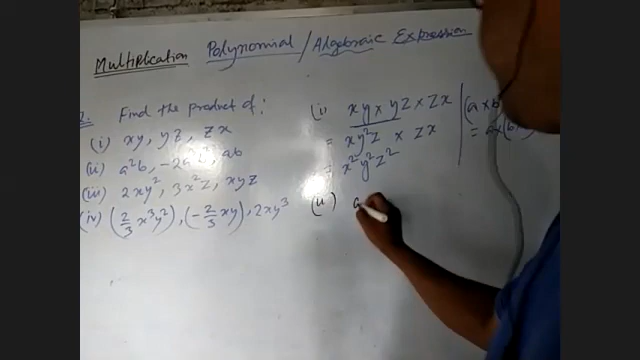 Multiplication Polynomial / Algebraic Expression
2. Find the product of:
(i) xy, yz, zx
(ii) a²b, -2a b, ab
(iii) 2xy², 3x²z, xyz
(iv) (2/3 x³y²), (-2/3 xy), 2xy³
(i) xy × yz × zx
= xy²z × zx
= x²y²z²
(ii) a
(a × b
= a × (b